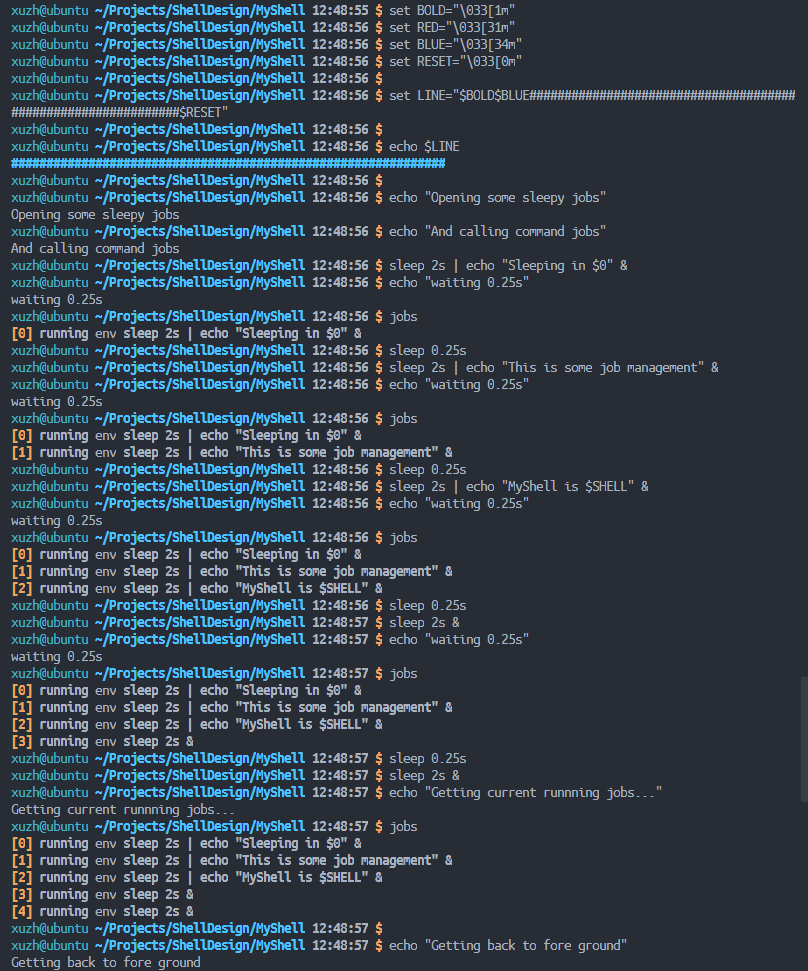 xuzh@ubuntu ~/Projects/ShellDesign/MyShell 12:48:55 $ set BOLD="\033[1m"
xuzh@ubuntu ~/Projects/ShellDesign/MyShell 12:48:56 $ set RED="\033[31m"
xuzh@ubuntu ~/Projects/ShellDesign/MyShell 12:48:56 $ set BLUE="\033[34m"
xuzh@ubuntu ~/Projects/ShellDesign/MyShell 12:48:56 $ set RESET="\033[0m"
xuzh@ubuntu ~/Projects/ShellDesign/MyShell 12:48:56 $
xuzh@ubuntu ~/Projects/ShellDesign/MyShell 12:48:56 $ set LINE="$BOLD$BLUE######################################
########################$RESET"
xuzh@ubuntu ~/Projects/ShellDesign/MyShell 12:48:56 $
xuzh@ubuntu ~/Projects/ShellDesign/MyShell 12:48:56 $ echo $LINE
##############################################################
xuzh@ubuntu ~/Projects/ShellDesign/MyShell 12:48:56 $
xuzh@ubuntu ~/Projects/ShellDesign/MyShell 12:48:56 $ echo "Opening some sleepy jobs"
Opening some sleepy jobs
xuzh@ubuntu ~/Projects/ShellDesign/MyShell 12:48:56 $ echo "And calling command jobs"
And calling command jobs
xuzh@ubuntu ~/Projects/ShellDesign/MyShell 12:48:56 $ sleep 2s | echo "Sleeping in $0" &
xuzh@ubuntu ~/Projects/ShellDesign/MyShell 12:48:56 $ echo "waiting 0.25s"
waiting 0.25s
xuzh@ubuntu ~/Projects/ShellDesign/MyShell 12:48:56 $ jobs
[0] running env sleep 2s | echo "Sleeping in $0" &
xuzh@ubuntu ~/Projects/ShellDesign/MyShell 12:48:56 $ sleep 0.25s
xuzh@ubuntu ~/Projects/ShellDesign/MyShell 12:48:56 $ sleep 2s | echo "This is some job management" &
xuzh@ubuntu ~/Projects/ShellDesign/MyShell 12:48:56 $ echo "waiting 0.25s"
waiting 0.25s
xuzh@ubuntu ~/Projects/ShellDesign/MyShell 12:48:56 $ jobs
[0] running env sleep 2s | echo "Sleeping in $0" &
[1] running env sleep 2s | echo "This is some job management" &
xuzh@ubuntu ~/Projects/ShellDesign/MyShell 12:48:56 $ sleep 0.25s
xuzh@ubuntu ~/Projects/ShellDesign/MyShell 12:48:56 $ sleep 2s | echo "MyShell is $SHELL" &
xuzh@ubuntu ~/Projects/ShellDesign/MyShell 12:48:56 $ echo "waiting 0.25s"
waiting 0.25s
xuzh@ubuntu ~/Projects/ShellDesign/MyShell 12:48:56 $ jobs
[0] running env sleep 2s | echo "Sleeping in $0" &
[1] running env sleep 2s | echo "This is some job management" &
[2] running env sleep 2s | echo "MyShell is $SHELL" &
xuzh@ubuntu ~/Projects/ShellDesign/MyShell 12:48:56 $ sleep 0.25s
xuzh@ubuntu ~/Projects/ShellDesign/MyShell 12:48:57 $ sleep 2s &
xuzh@ubuntu ~/Projects/ShellDesign/MyShell 12:48:57 $ echo "waiting 0.25s"
waiting 0.25s
xuzh@ubuntu ~/Projects/ShellDesign/MyShell 12:48:57 $ jobs
[0] running env sleep 2s | echo "Sleeping in $0" &
[1] running env sleep 2s | echo "This is some job management" &
[2] running env sleep 2s | echo "MyShell is $SHELL" &
[3] running env sleep 2s &
xuzh@ubuntu ~/Projects/ShellDesign/MyShell 12:48:57 $ sleep 0.25s
xuzh@ubuntu ~/Projects/ShellDesign/MyShell 12:48:57 $ sleep 2s &
xuzh@ubuntu ~/Projects/ShellDesign/MyShell 12:48:57 $ echo "Getting current runnning jobs..."
Getting current runnning jobs...
xuzh@ubuntu ~/Projects/ShellDesign/MyShell 12:48:57 $ jobs
[0] running env sleep 2s | echo "Sleeping in $0" &
[1] running env sleep 2s | echo "This is some job management" &
[2] running env sleep 2s | echo "MyShell is $SHELL" &
[3] running env sleep 2s &
[4] running env sleep 2s &
xuzh@ubuntu ~/Projects/ShellDesign/MyShell 12:48:57 $
xuzh@ubuntu ~/Projects/ShellDesign/MyShell 12:48:57 $ echo "Getting back to fore ground"
Getting back to fore ground